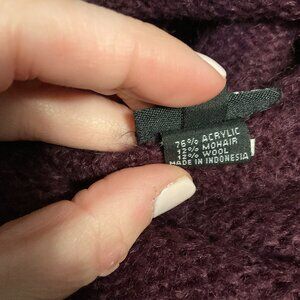 76% ACRYLIC
12% MOHAIR
12% WOOL
MADE IN INDONESIA